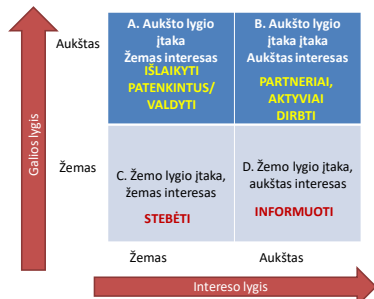 Galios lygis
Aukštas
A. Aukšto lygio
įtaka
Žemas interesas
IŠLAIKYTI
PATENKINTUS/
VALDYTI
B. Aukšto lygio
įtaka įtaka
Aukštas interesas
PARTNERIAI,
AKTYVIAI
DIRBTI
Žemas
C. Žemo lygio įtaka,
žemas interesas
STEBĖTI
D. Žemo lygio įtaka,
aukštas interesas
INFORMUOTI
Žemas
Aukštas
Intereso lygis